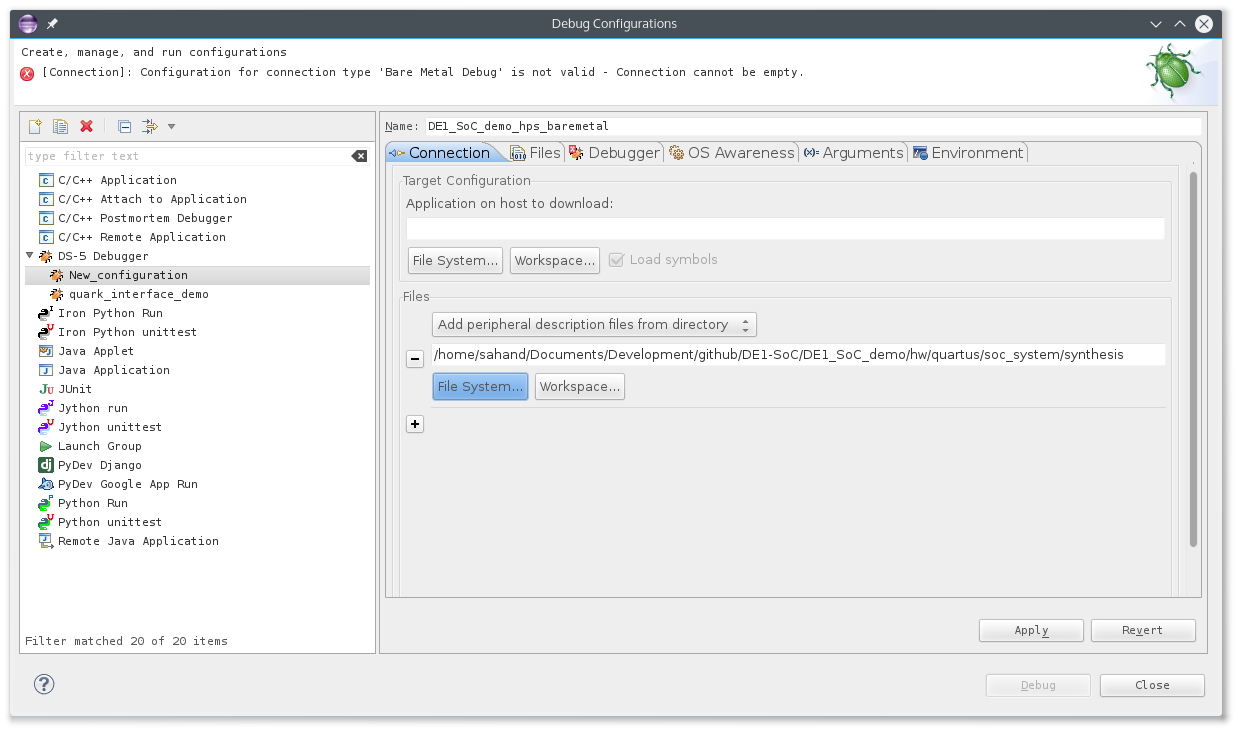 Debug Configurations
Create, manage, and run configurations
[Connection]: Configuration for connection type 'Bare Metal Debug' is not valid - Connection cannot be empty.
type filter text
C/C++ Application
C/C++ Attach to Application
C/C++ Postmortem Debugger
C/C++ Remote Application
DS-5 Debugger
New_configuration
quark_interface_demo
Iron Python Run
Iron Python unittest
Java Applet
Java Application
JUnit
Jython run
Jython unittest
Launch Group
PyDev Django
PyDev Google App Run
Python Run
Python unittest
Remote Java Application
Filter matched 20 of 20 items
Name: DE1_SoC_demo_hps_baremetal
Connection Files Debugger OS Awareness Arguments Environment
Target Configuration
Application on host to download:
File System... Workspace... Load symbols
Files
Add peripheral description files from directory
/home/sahand/Documents/Development/github/DE1-SoC/DE1_SoC_demo/hw/quartus/soc_system/synthesis
File System... Workspace...
Apply Revert
Debug Close